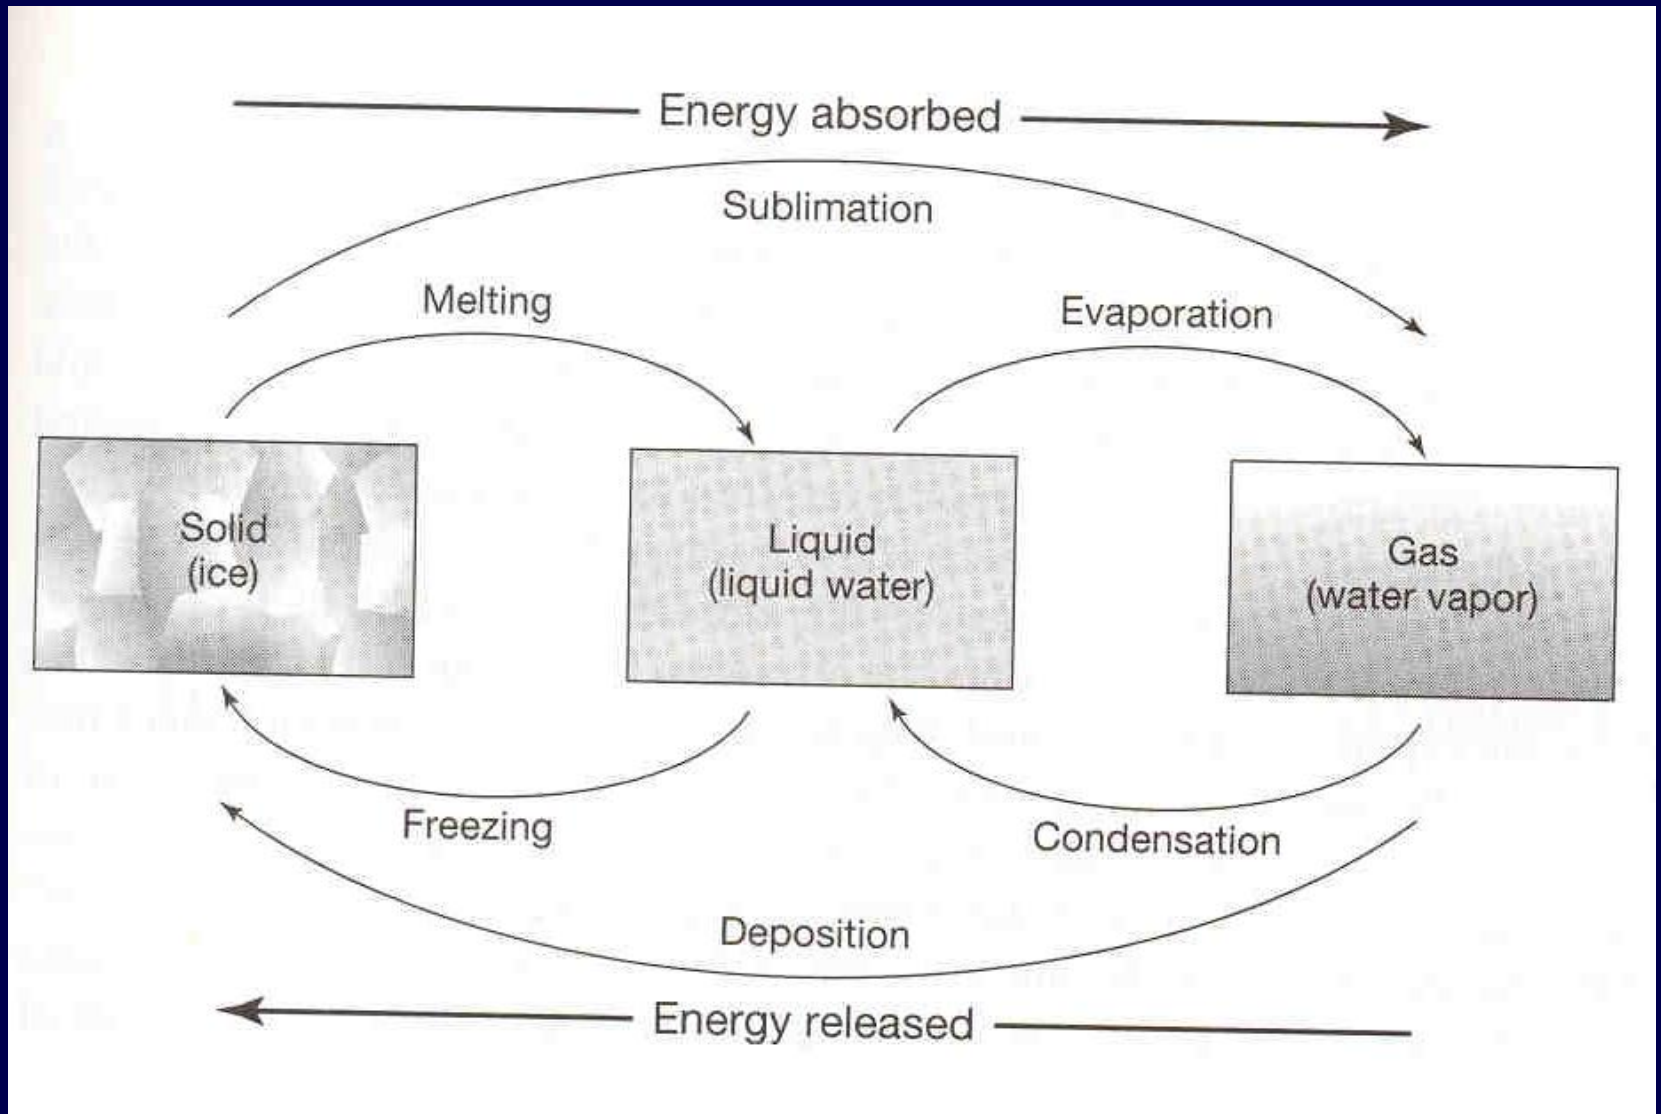 Energy absorbed
Sublimation
Melting
Evaporation
Solid
(ice)
Liquid
(liquid water)
Gas
(water vapor)
Freezing
Condensation
Deposition
Energy released